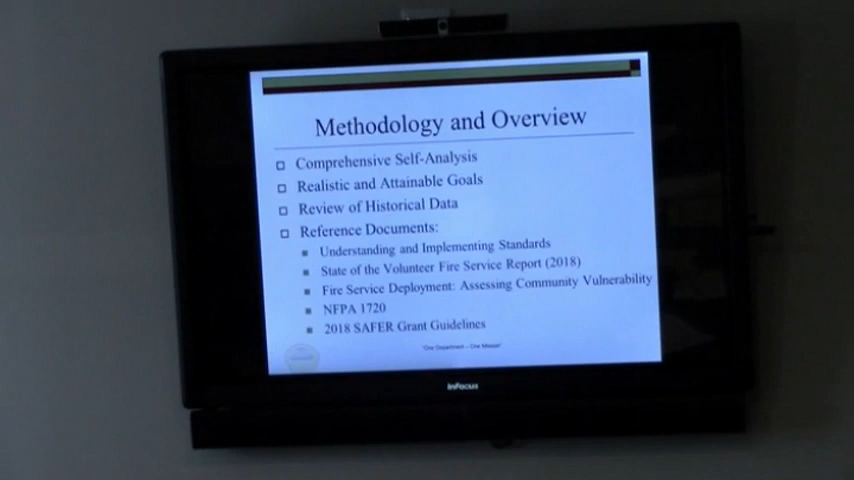 Methodology and Overview
Comprehensive Self-Analysis
Realistic and Attainable Goals
Review of Historical Data
Reference Documents:
Understanding and Implementing Standards
State of the Volunteer Fire Service Report (2018)
Fire Service Deployment: Assessing Community Vulnerability
NFPA 1720
2018 SAFER Grant Guidelines
"One Department – One Mission"
InFocus